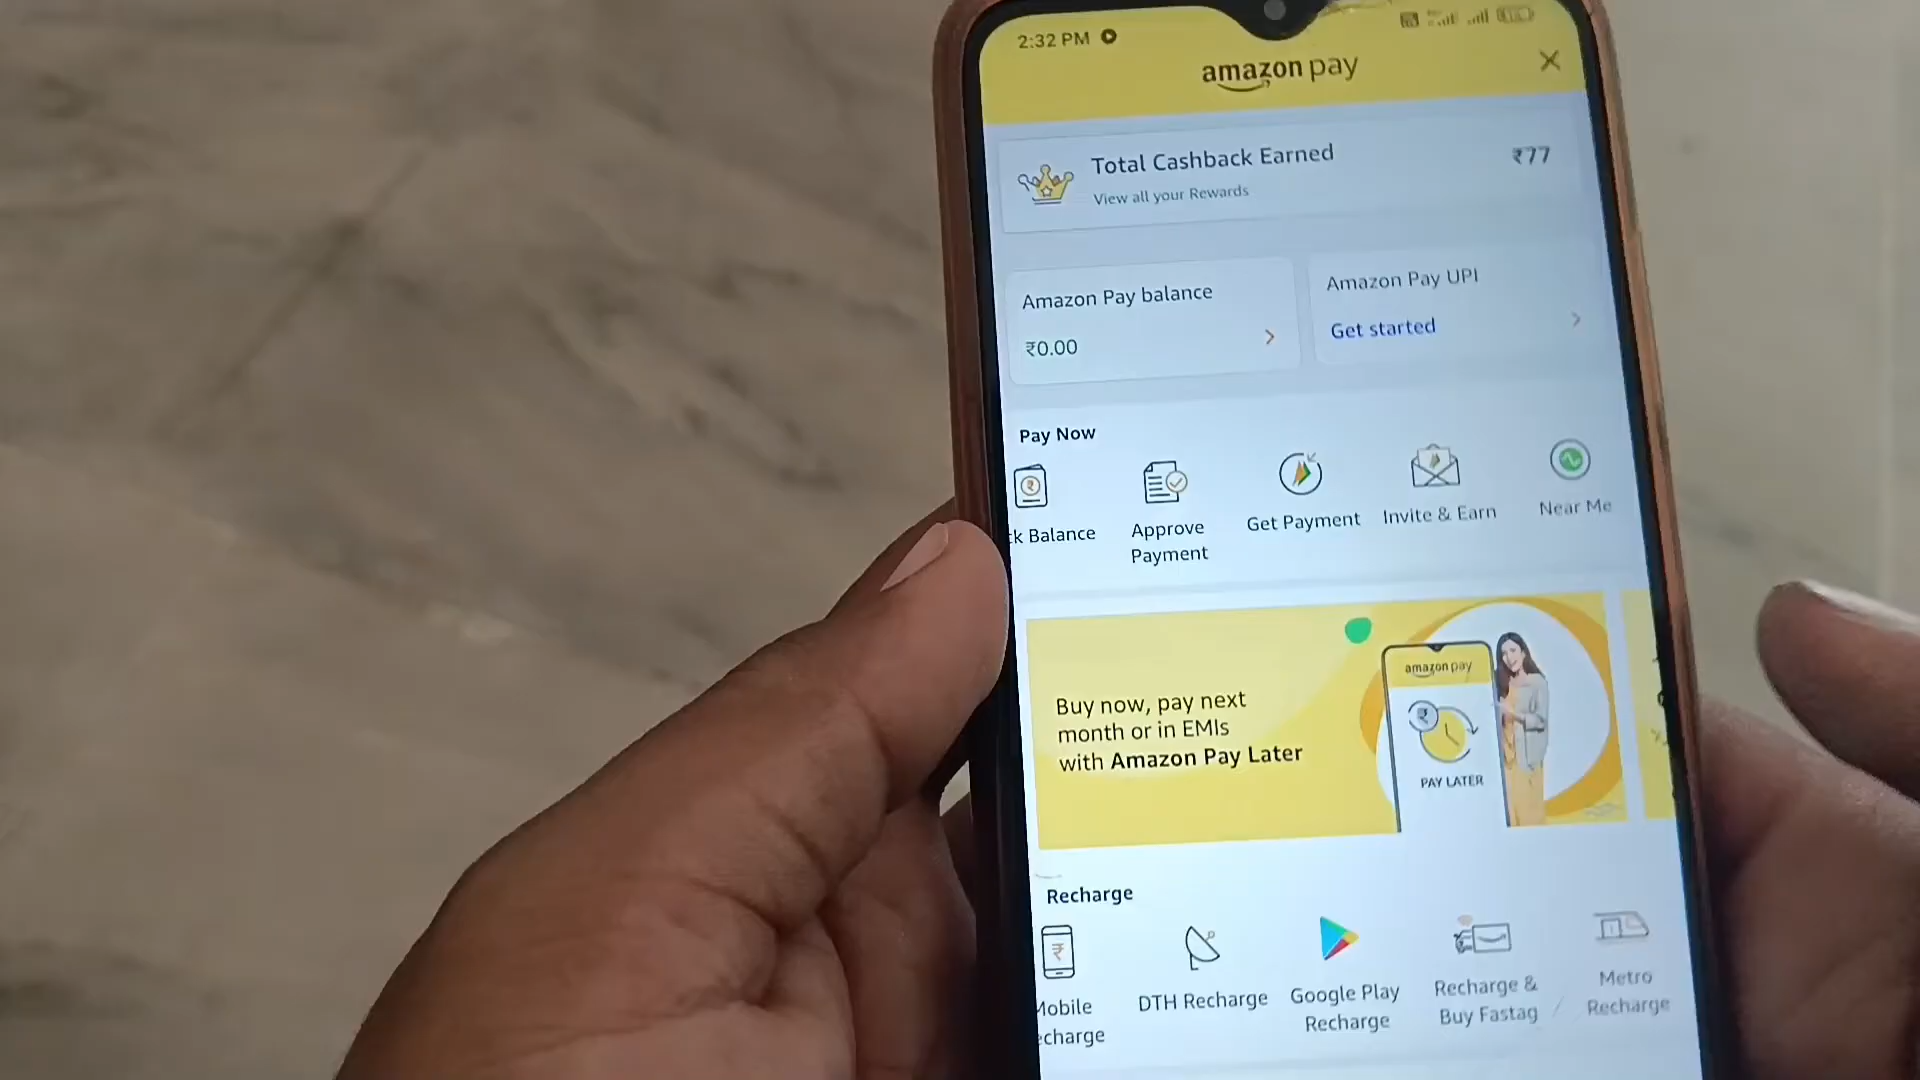 2:32 PM
amazon pay
Total Cashback Earned
₹77
View all your Rewards
Amazon Pay balance
₹0.00
Amazon Pay UPI
Get started
Pay Now
k Balance
Approve
Payment
Get Payment
Invite & Earn
Near Me
Buy now, pay next
month or in EMIs
with Amazon Pay Later
amazon pay
PAY LATER
Recharge
Mobile
charge
DTH Recharge
Google Play
Recharge
Recharge &
Buy Fastag
Metro
Recharge